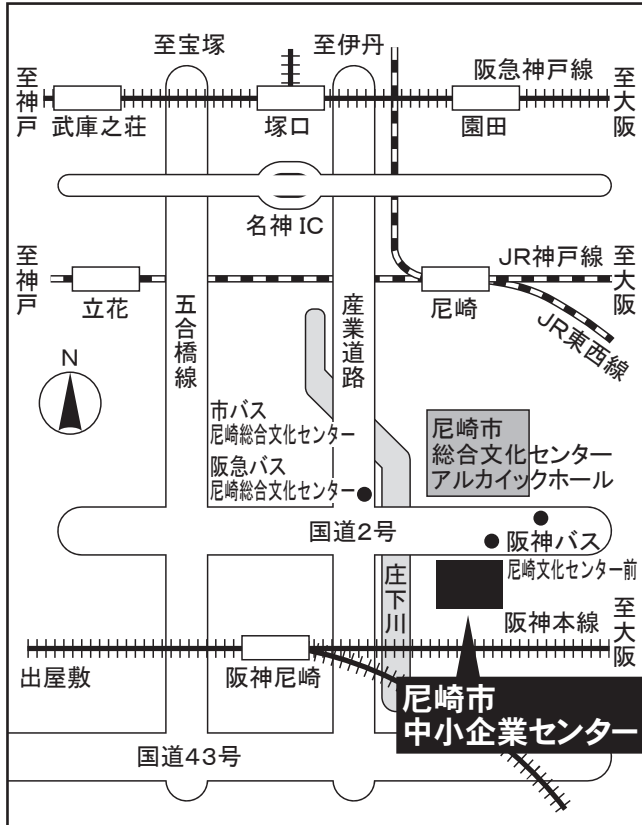 至宝塚
至伊丹
阪急神戸線
至神戸
至大阪
武庫之荘
塚口
園田
名神IC
至神戸
JR神戸線
至大阪
立花
五合橋線
産業道路
尼崎
JR東西線
N
市バス
尼崎総合文化センター
阪急バス
尼崎総合文化センター
尼崎市
総合文化センター
アルカイックホール
国道2号
阪神バス
尼崎文化センター前
庄下川
阪神本線
至大阪
出屋敷
阪神尼崎
尼崎市
中小企業センター
国道43号